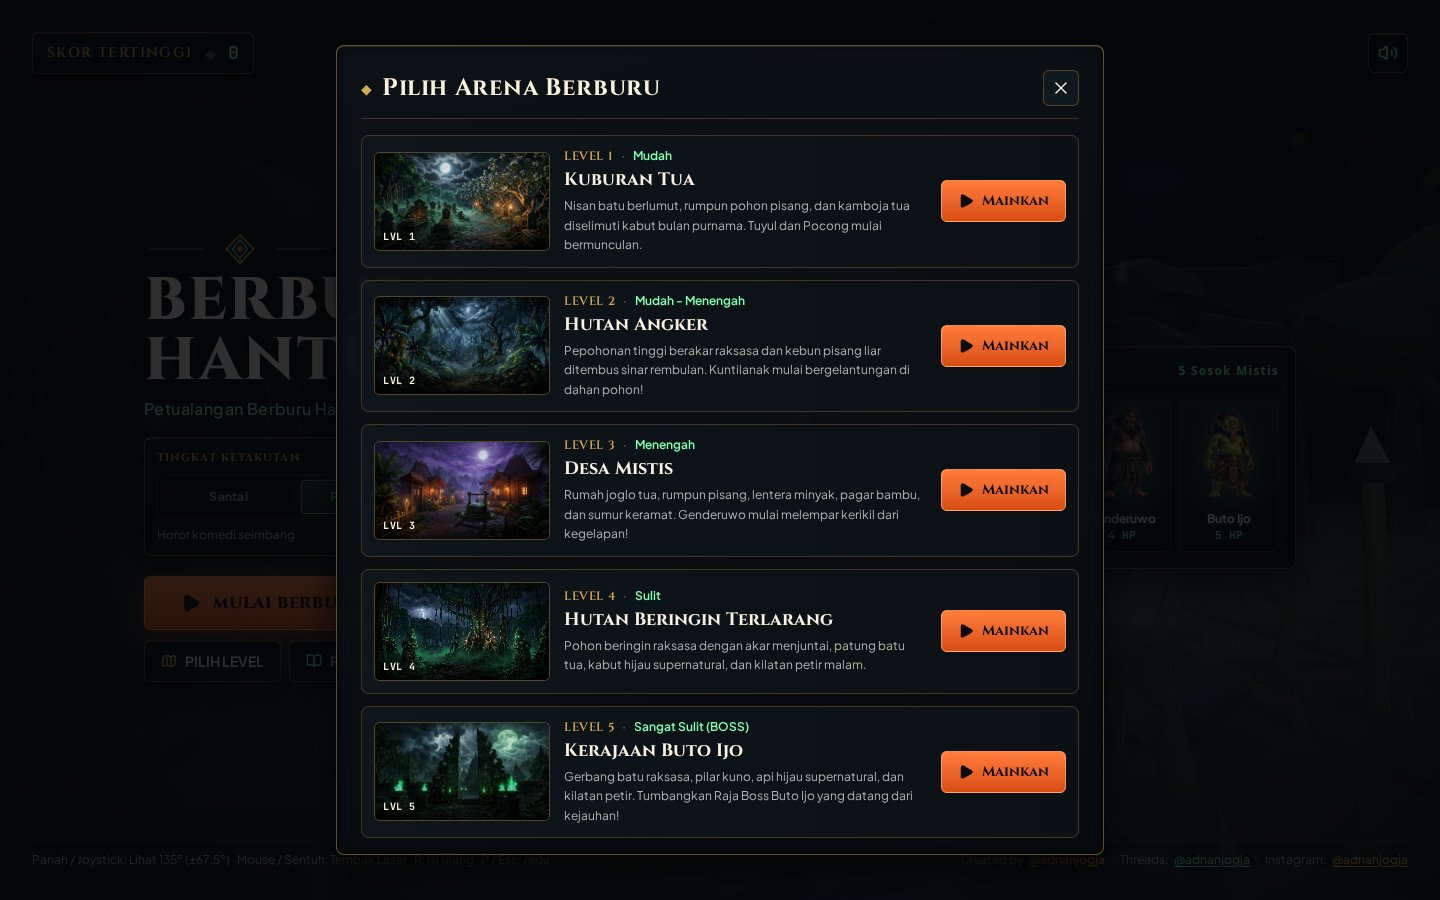 SKOR TERTINGGI ◆ 0
PILIH ARENA BERBURU
LEVEL 1 · Mudah
KUBURAN TUA
Nisan batu berlumut, rumpun pohon pisang, dan kamboja tua
diselimuti kabut bulan purnama. Tuyul dan Pocong mulai
bermunculan.
LVL 1
MAINKAN
LEVEL 2 · Mudah - Menengah
HUTAN ANGKER
Pepohonan tinggi berakar raksasa dan kebun pisang liar
ditembus sinar rembulan. Kuntilanak mulai bergelantungan di
dahan pohon!
LVL 2
MAINKAN
LEVEL 3 · Menengah
DESA MISTIS
Rumah joglo tua, rumpun pisang, lentera minyak, pagar bambu,
dan sumur keramat. Genderuwo mulai melempar kerikil dari
kegelapan!
LVL 3
MAINKAN
LEVEL 4 · Sulit
HUTAN BERINGIN TERLARANG
Pohon beringin raksasa dengan akar menjuntai, patung batu
tua, kabut hijau supernatural, dan kilatan petir malam.
LVL 4
MAINKAN
LEVEL 5 · Sangat Sulit (BOSS)
KERAJAAN BUTO IJO
Gerbang batu raksasa, pilar kuno, api hijau supernatural, dan
kilatan petir. Tumbangkan Raja Boss Buto Ijo yang datang dari
kejauhan!
LVL 5
MAINKAN
BERBU
HANT
Petualangan Berburu Ha
TINGKAT KETAKUTAN
Santai
Horor komedi seimbang
MULAI BERBU
PILIH LEVEL
5 Sosok Mistis
nderuwo
4 HP
Buto Ijo
5 HP
Panah / Joystick: Lihat 135° (±67.5°) · Mouse / Sentuh: Tembak Laser · R: Isi Ulang · P / Esc: Jeda
Created by @adnanjogja · Threads: @adnanjogja · Instagram: @adnanjogja